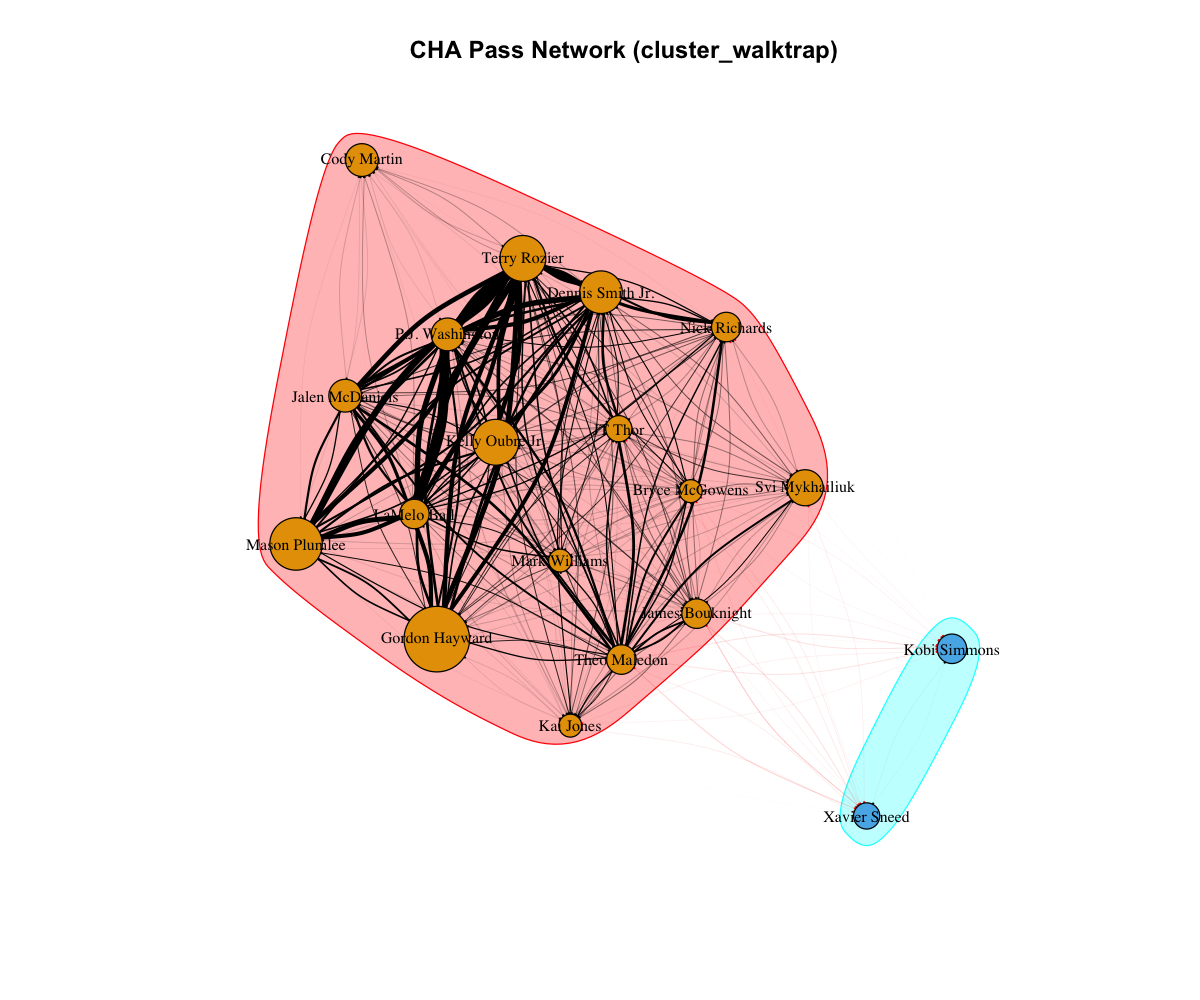 CHA Pass Network (cluster_walktrap)
Cody Martin
Terry Rozier
Dennis Smith Jr.
Nick Richards
P.J. Washington
Jalen McDaniels
JT Thor
Kelly Oubre Jr.
Svi Mykhailiuk
Bryce McGowens
LaMelo Ball
Mason Plumlee
Mark Williams
James Bouknight
Gordon Hayward
Kobi Simmons
Theo Maledon
Kai Jones
Xavier Sneed